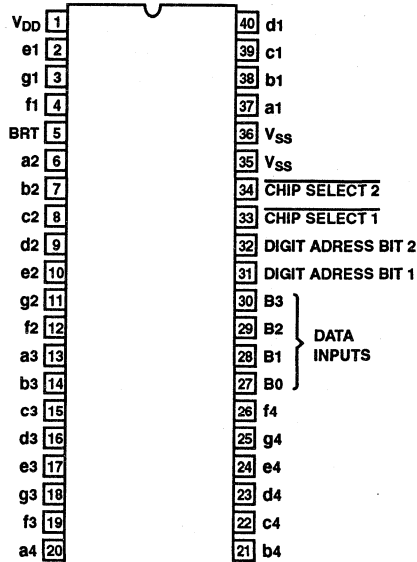 VDD 1 40 d1
e1 2 39 c1
g1 3 38 b1
f1 4 37 a1
BRT 5 36 VSS
a2 6 35 VSS
b2 7 34 CHIP SELECT 2
c2 8 33 CHIP SELECT 1
d2 9 32 DIGIT ADRESS BIT 2
e2 10 31 DIGIT ADRESS BIT 1
g2 11 30 B3
f2 12 29 B2
a3 13 28 B1
b3 14 27 B0
DATA
INPUTS
c3 15 26 f4
d3 16 25 g4
e3 17 24 e4
g3 18 23 d4
f3 19 22 c4
a4 20 21 b4